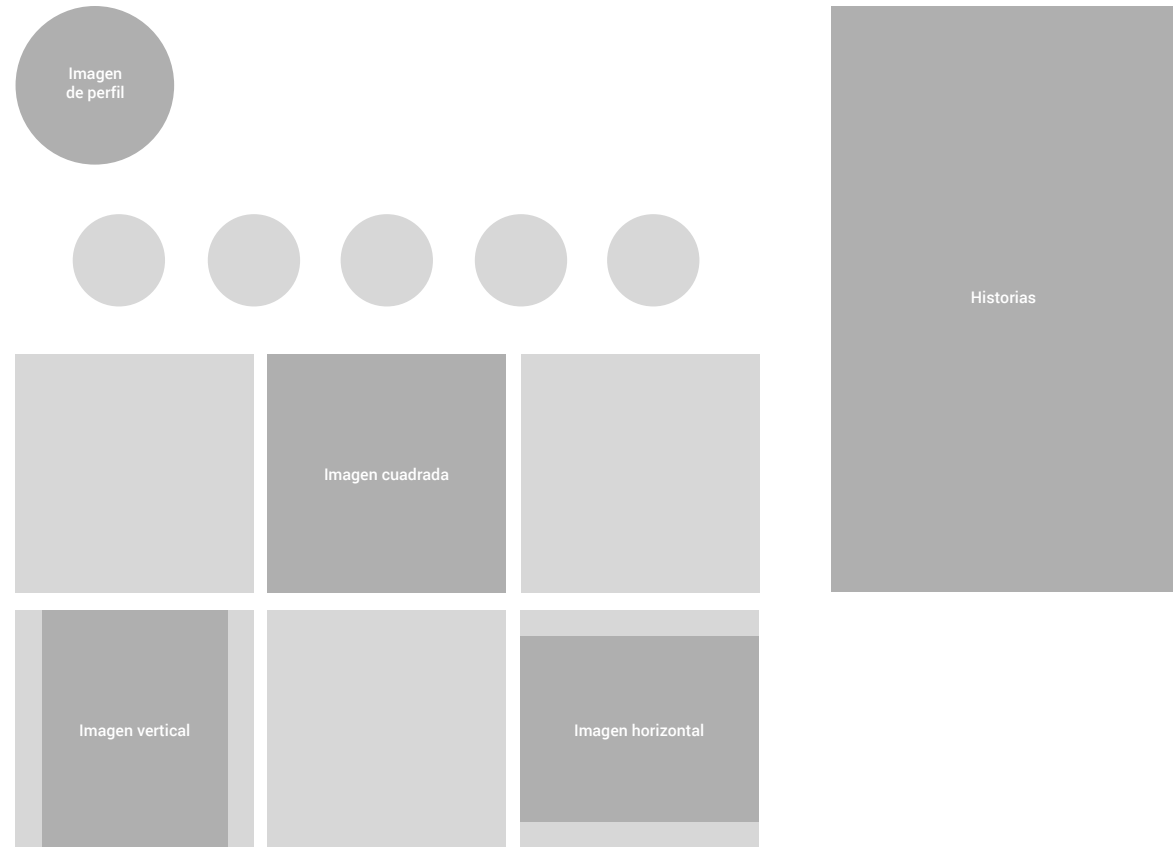 Imagen
de perfil
Historias
Imagen cuadrada
Imagen vertical
Imagen horizontal